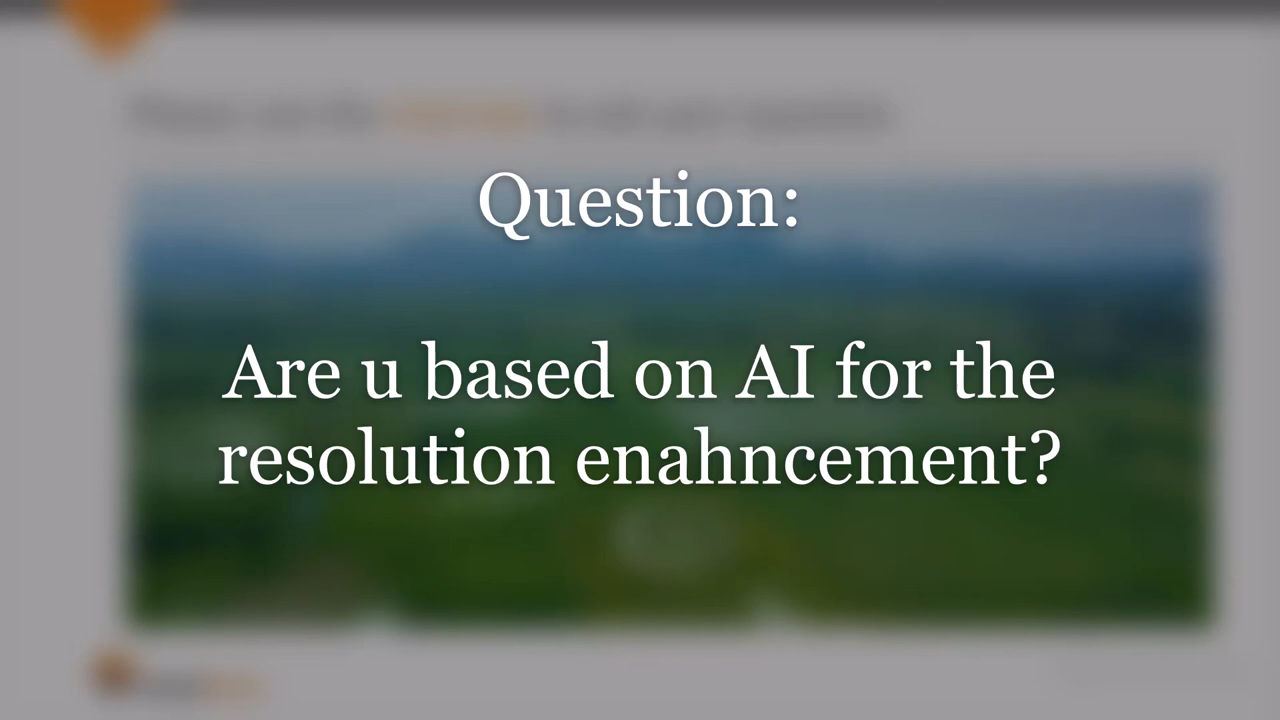 Question:
Are u based on AI for the
resolution enahncement?